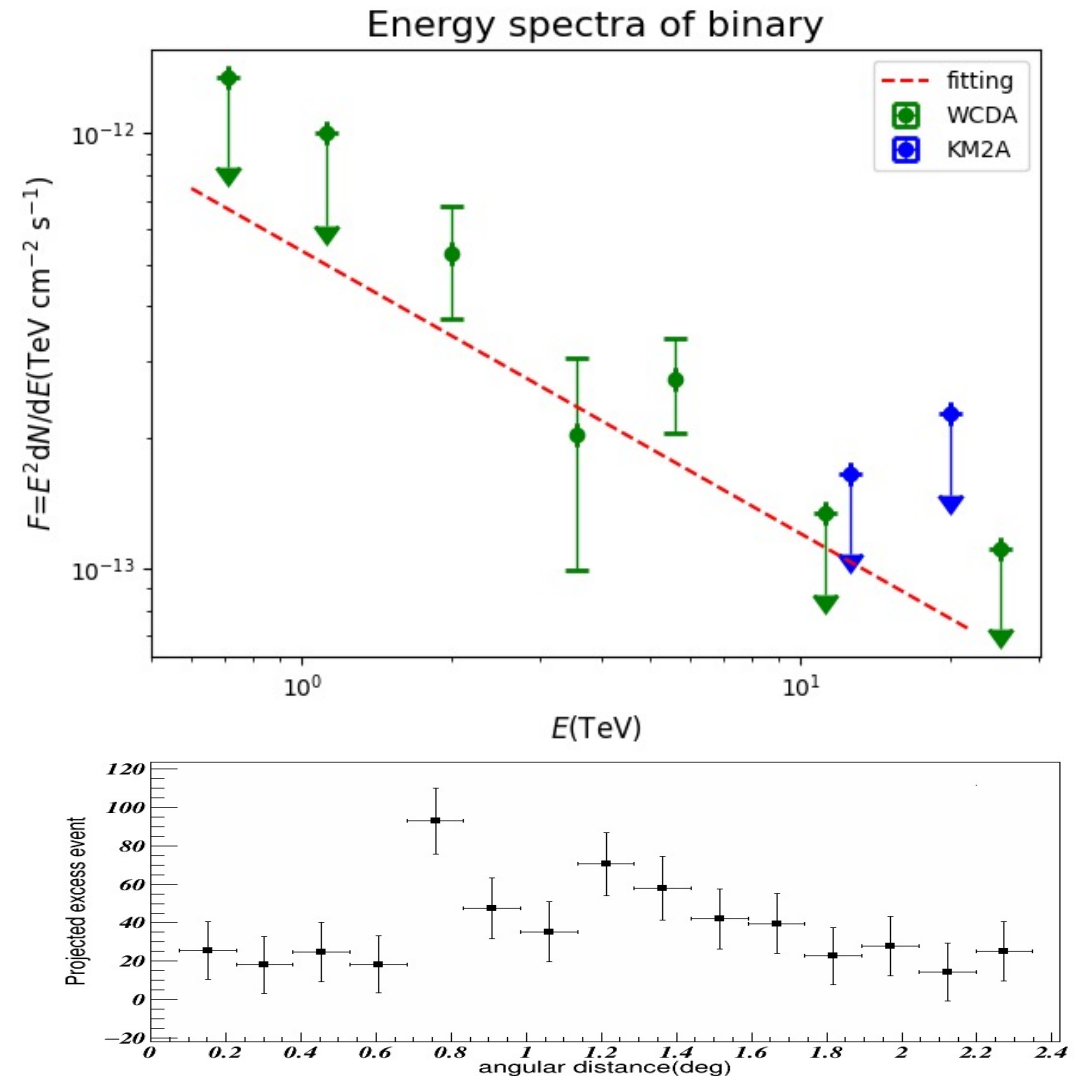 Energy spectra of binary
fitting
WCDA
KM2A
F=E²dN/dE(TeV cm⁻² s⁻¹)
10⁻¹²
10⁻¹³
10⁰ 10¹
E(TeV)
Projected excess event
120
100
80
60
40
20
0
−20
0 0.2 0.4 0.6 0.8 1 1.2 1.4 1.6 1.8 2 2.2 2.4
angular distance(deg)